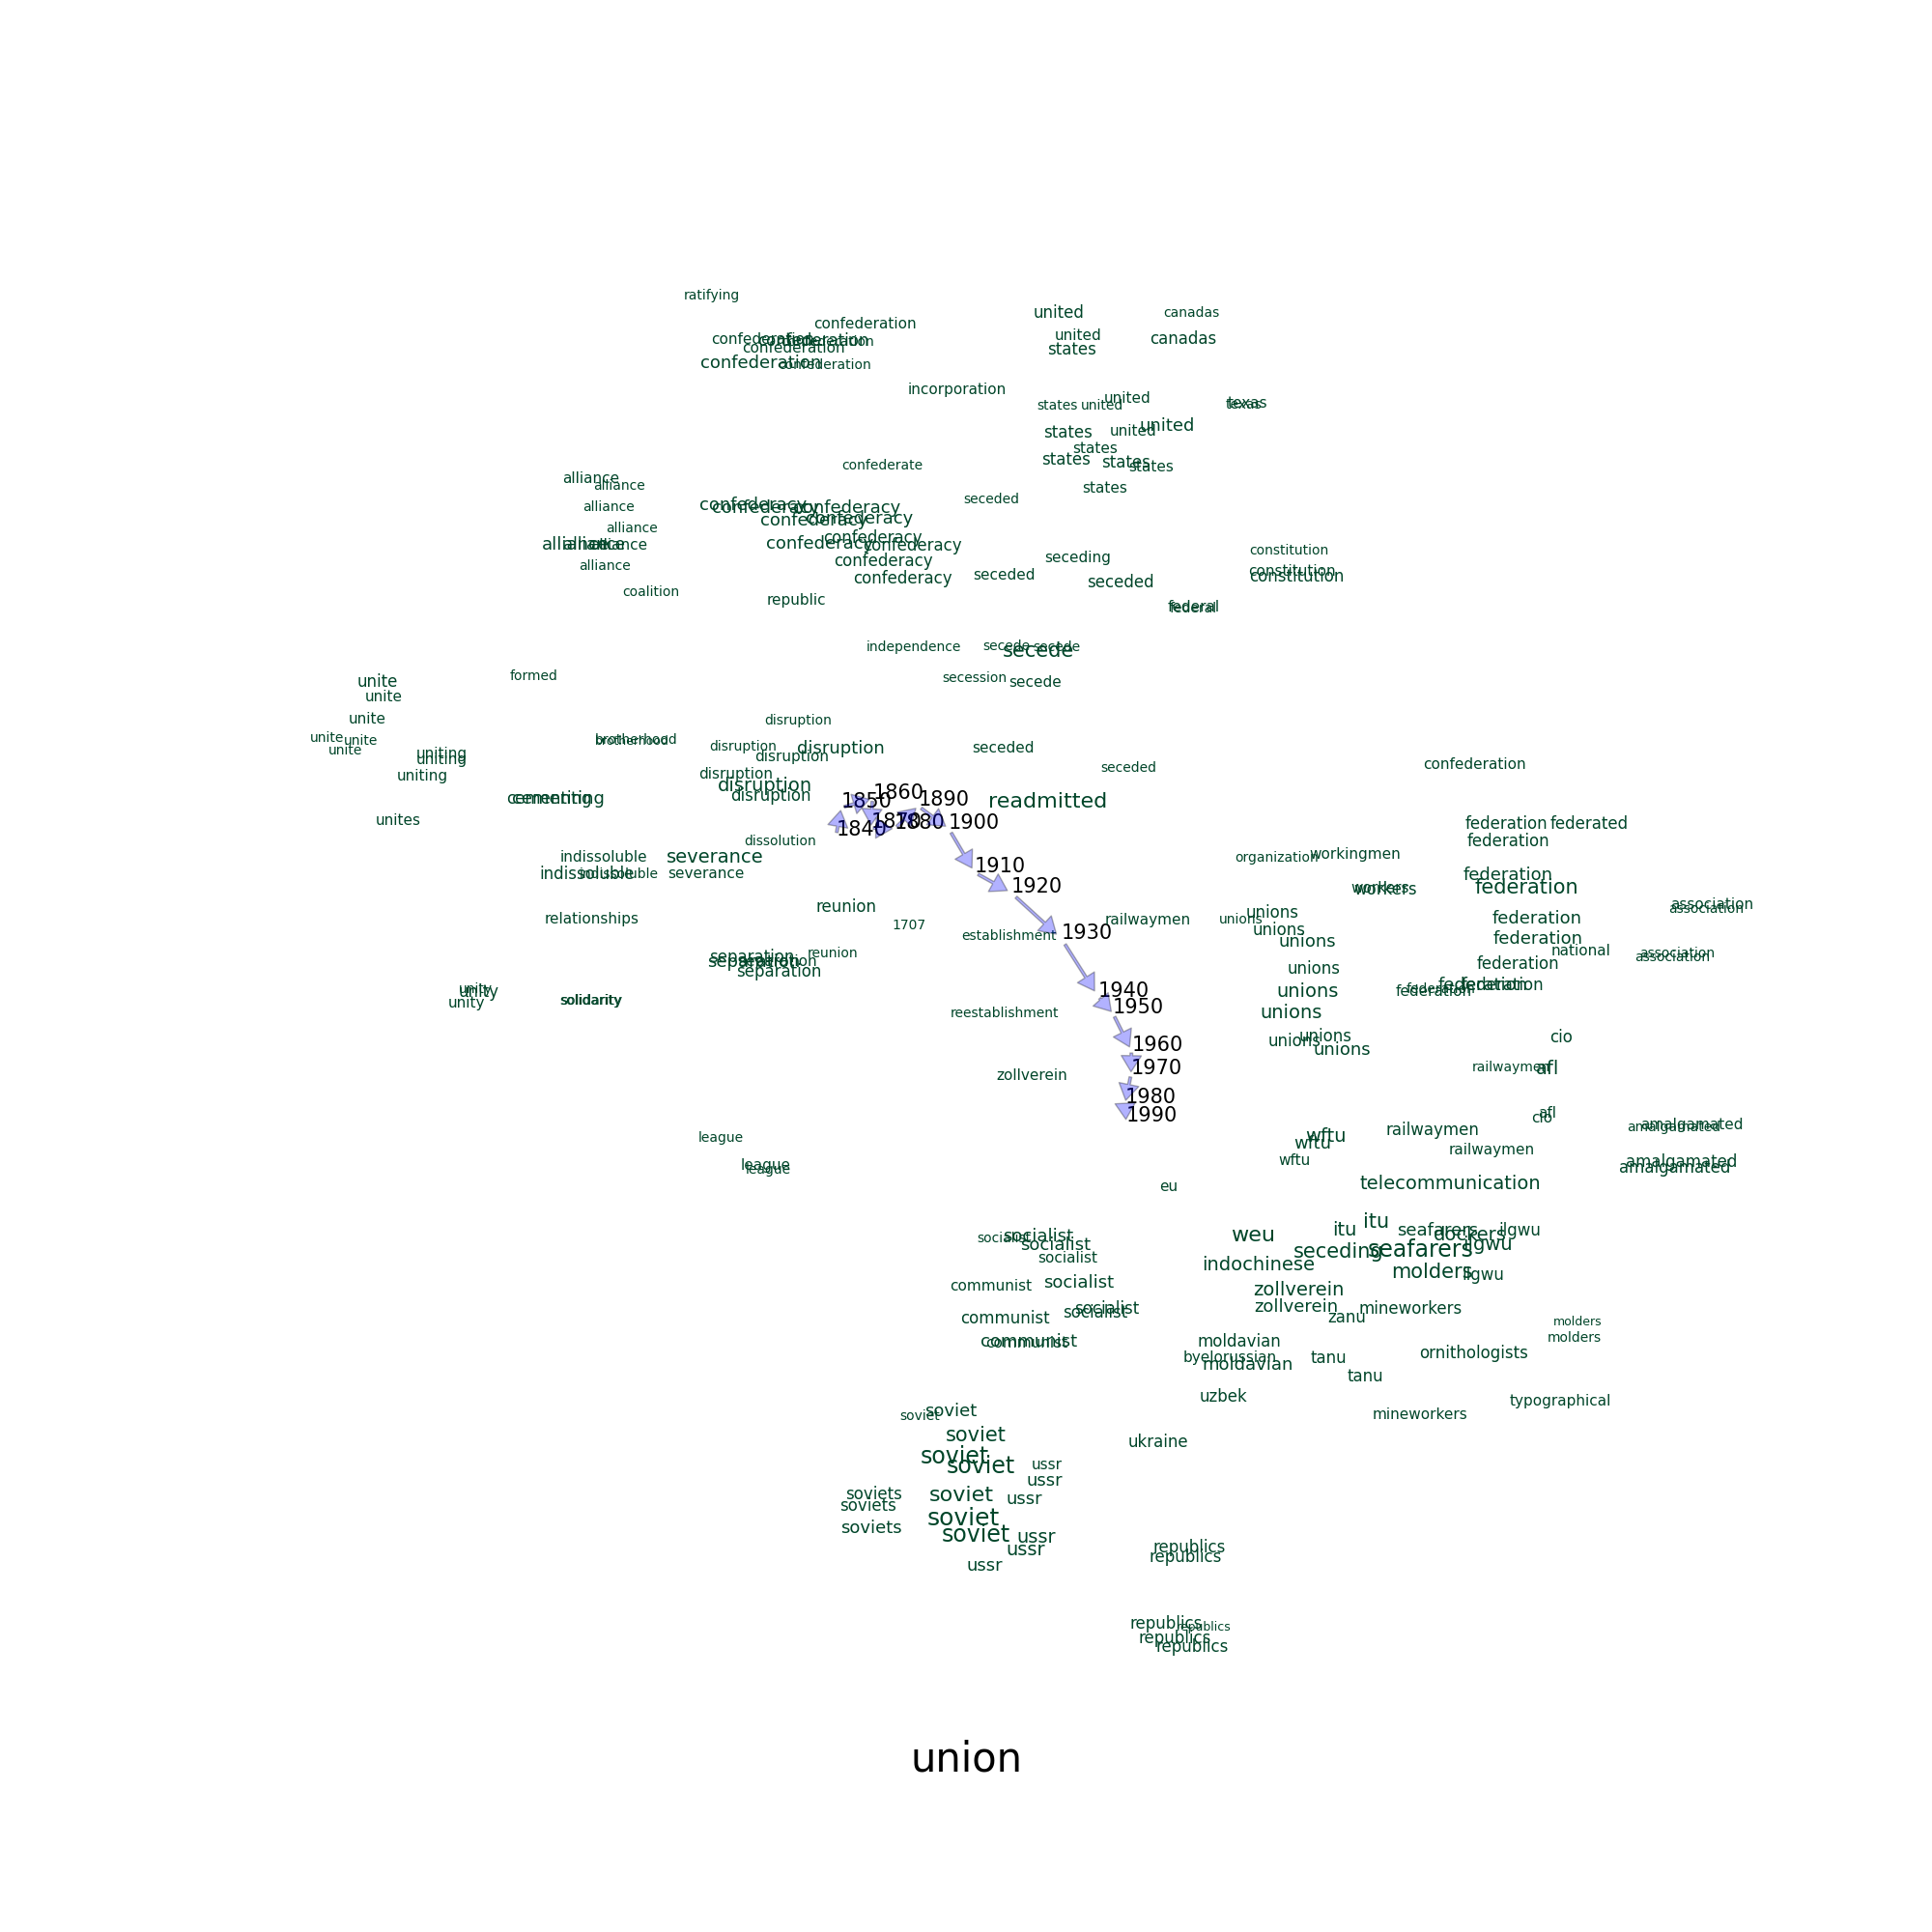 ratifying
united
canadas
confederation
confederation
confederation
confederation
confederation
united
canadas
states
confederation
confederation
confederation
incorporation
united
states
united
texas
texas
united
states
united
states
confederate
states
states
states
alliance
alliance
seceded
states
confederacy
confederacy
confederacy
alliance
confederacy
confederacy
alliance
confederacy
confederacy
confederacy
alliance
alliance
alliance
seceding
constitution
confederacy
alliance
seceded
constitution
constitution
confederacy
seceded
coalition
republic
federal
federal
independence
secede
secede
secede
unite
formed
secession
secede
unite
unite
disruption
unite
unite
unite
brotherhood
brotherhood
disruption
disruption
seceded
uniting
uniting
disruption
seceded
confederation
uniting
disruption
disruption
disruption
cementing
cementing
1850
1860
1890
readmitted
unites
1840
1870
1880
1900
federation
federated
dissolution
federation
indissoluble
severance
organization
workingmen
1910
indissoluble
indissoluble
severance
federation
1920
workers
workers
federation
relationships
reunion
1707
railwaymen
unions
unions
federation
association
association
establishment
1930
unions
unions
federation
separation
separation
separation
separation
reunion
national
association
association
unions
federation
unity
unity
unity
solidarity
solidarity
1940
unions
federation
federation
federation
federation
reestablishment
1950
unions
1960
unions
unions
unions
cio
zollverein
1970
railwaymen
afl
1980
1990
afl
cio
league
wftu
wftu
railwaymen
amalgamated
amalgamated
league
league
wftu
railwaymen
amalgamated
amalgamated
eu
telecommunication
socialist
socialist
socialist
weu
itu
itu
seafarers
dockers
ilgwu
socialist
indochinese
seceding
seafarers
ilgwu
communist
socialist
zollverein
molders
ilgwu
communist
socialist
socialist
zollverein
zanu
mineworkers
molders
communist
communist
moldavian
molders
byelorussian
moldavian
tanu
ornithologists
tanu
uzbek
typographical
soviet
soviet
mineworkers
soviet
ukraine
soviet
soviet
ussr
ussr
soviets
soviets
soviet
ussr
soviets
soviet
soviet
ussr
ussr
ussr
republics
republics
republics
republics
republics
republics
union